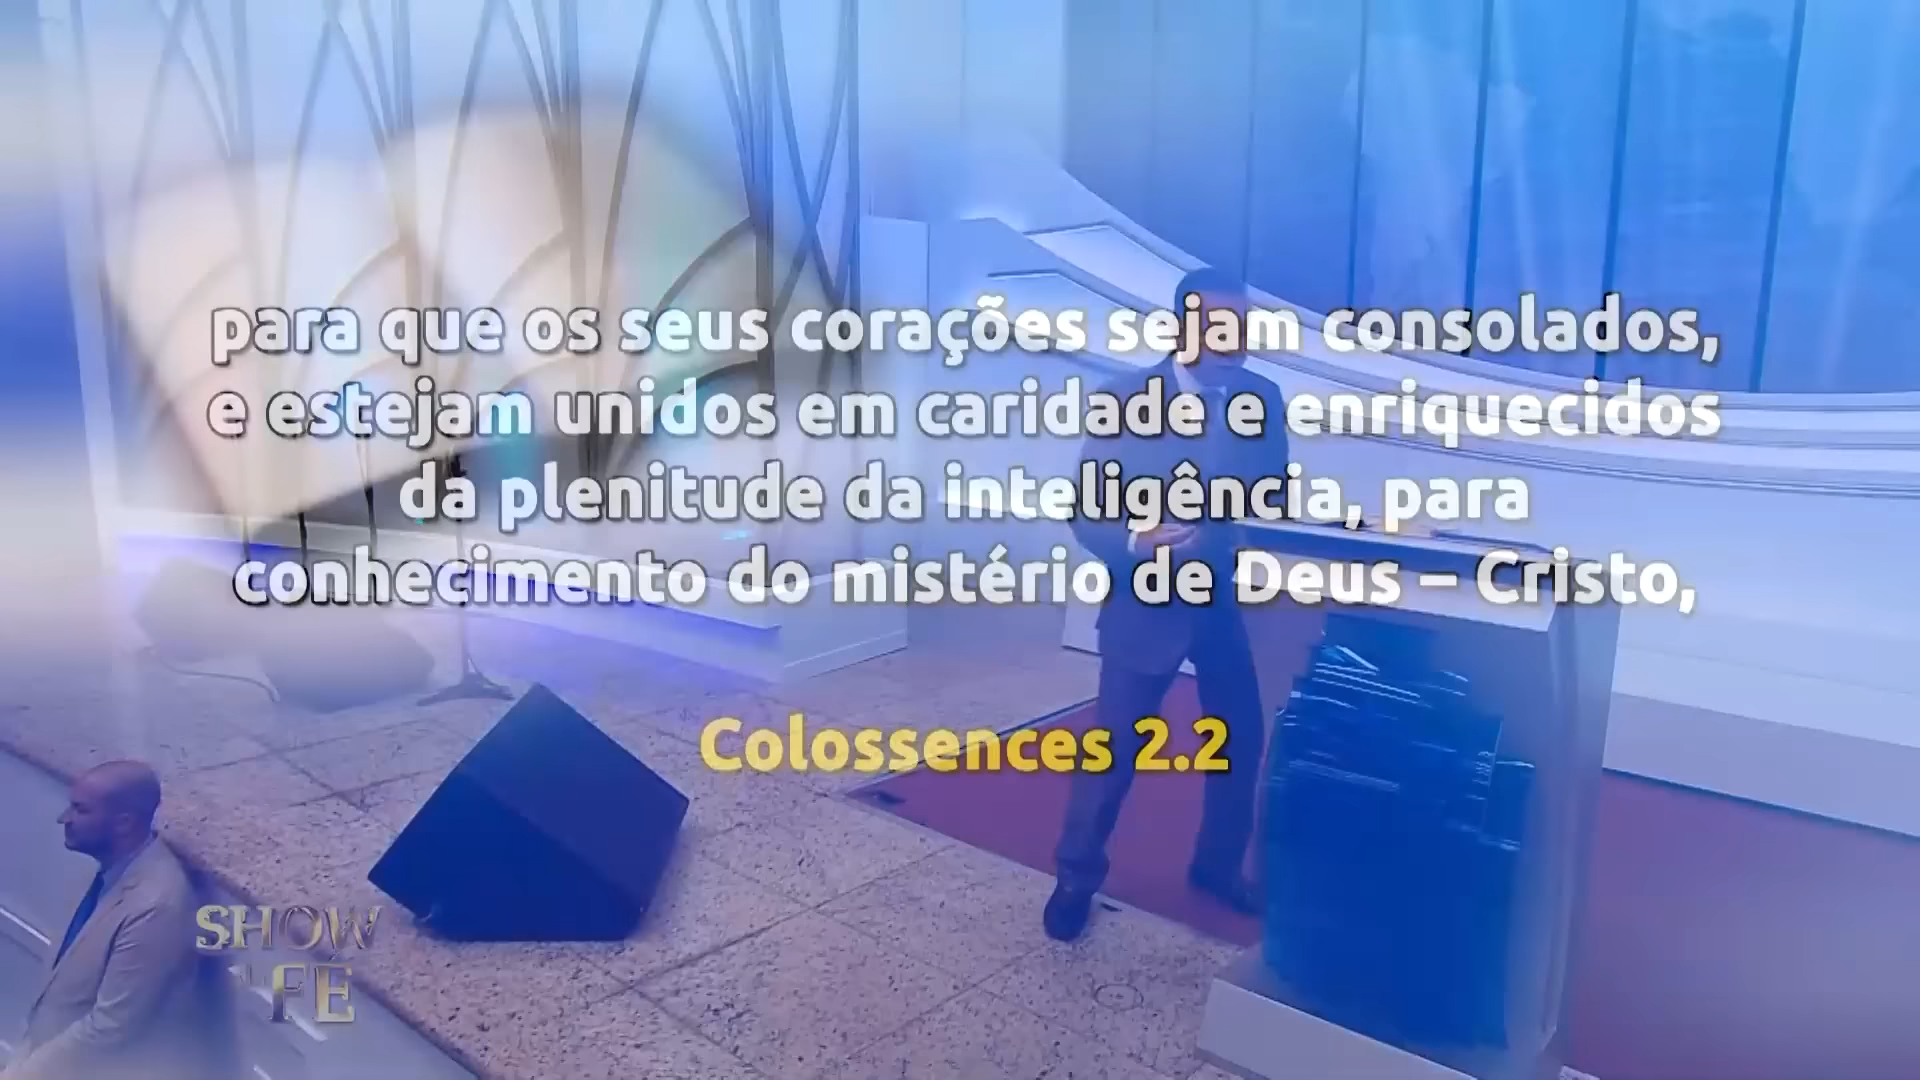 para que os seus corações sejam consolados,
e estejam unidos em caridade e enriquecidos
da plenitude da inteligência, para
conhecimento do mistério de Deus – Cristo,
Colossences 2.2
SHOW
FE